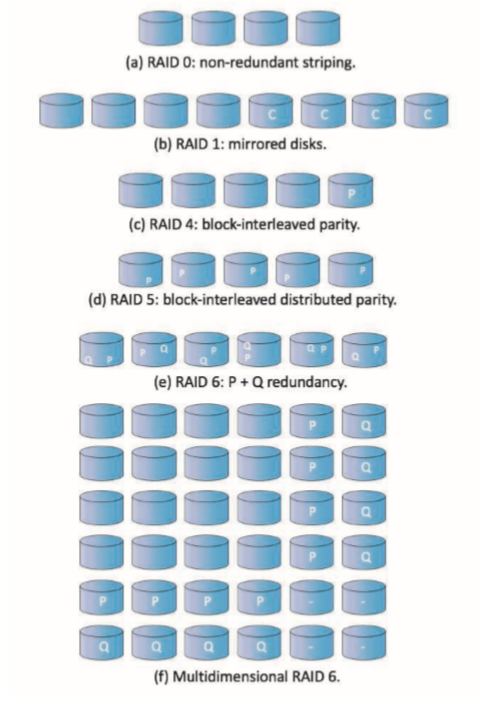 (a) RAID 0: non-redundant striping.
C C C C
(b) RAID 1: mirrored disks.
P
(c) RAID 4: block-interleaved parity.
P P P P P
(d) RAID 5: block-interleaved distributed parity.
Q P P Q Q P Q P Q P Q P
(e) RAID 6: P + Q redundancy.
P Q
P Q
P Q
P Q
P P P P - -
Q Q Q Q - -
(f) Multidimensional RAID 6.